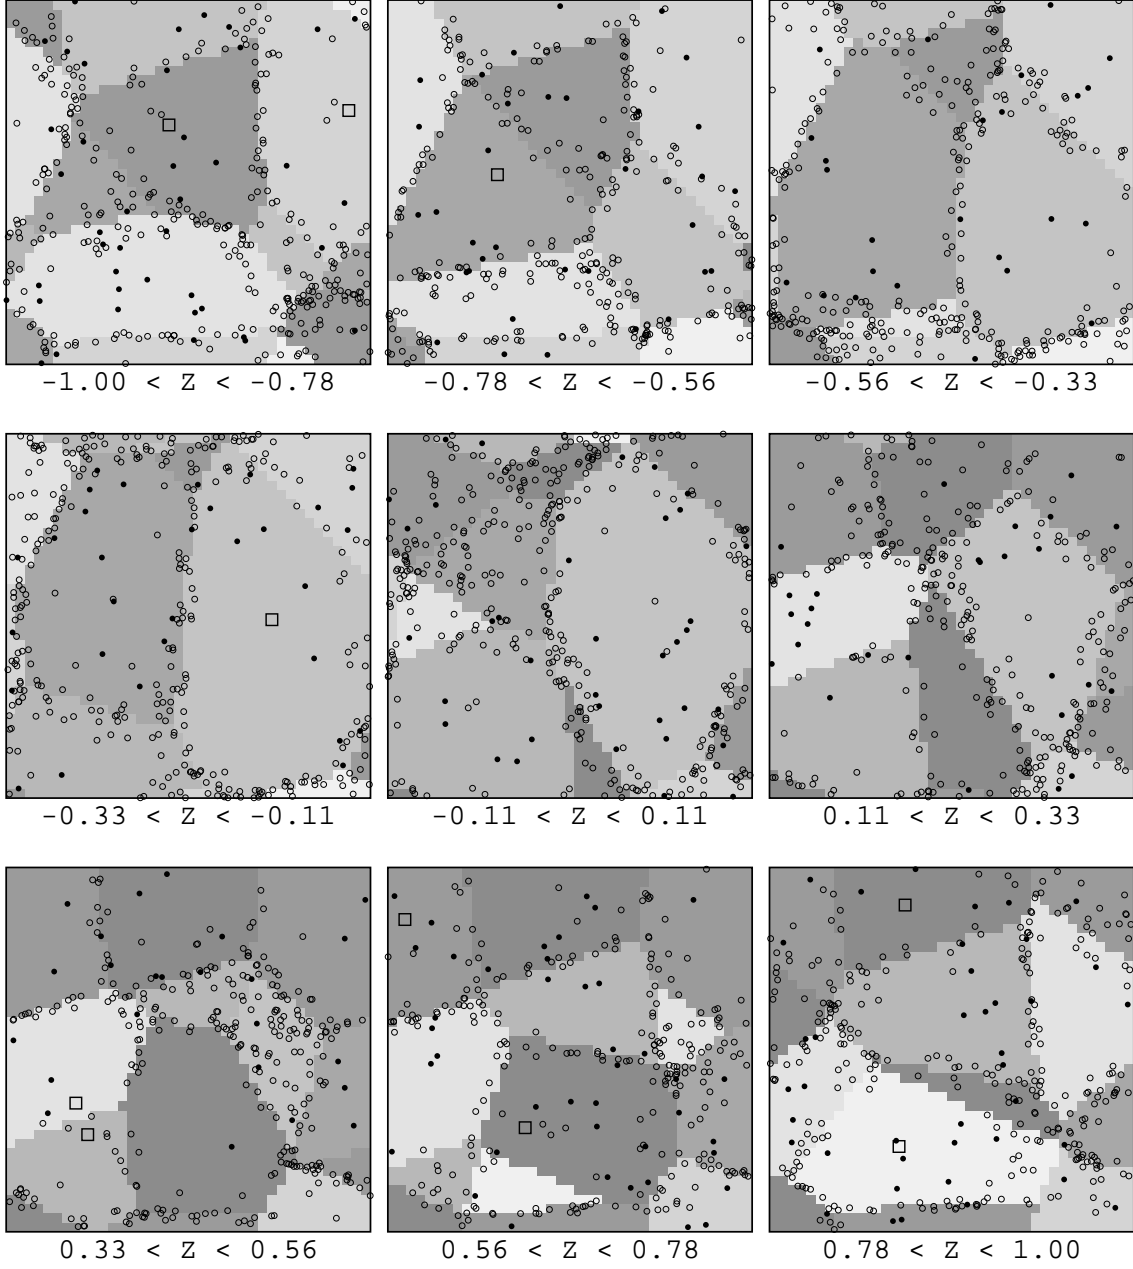 -1.00 < Z < -0.78
-0.78 < Z < -0.56
-0.56 < Z < -0.33
-0.33 < Z < -0.11
-0.11 < Z < 0.11
0.11 < Z < 0.33
0.33 < Z < 0.56
0.56 < Z < 0.78
0.78 < Z < 1.00